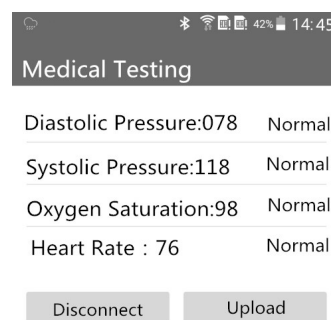 42% 14:45
Medical Testing
Diastolic Pressure:078 Normal
Systolic Pressure:118 Normal
Oxygen Saturation:98 Normal
Heart Rate : 76 Normal
Disconnect Upload